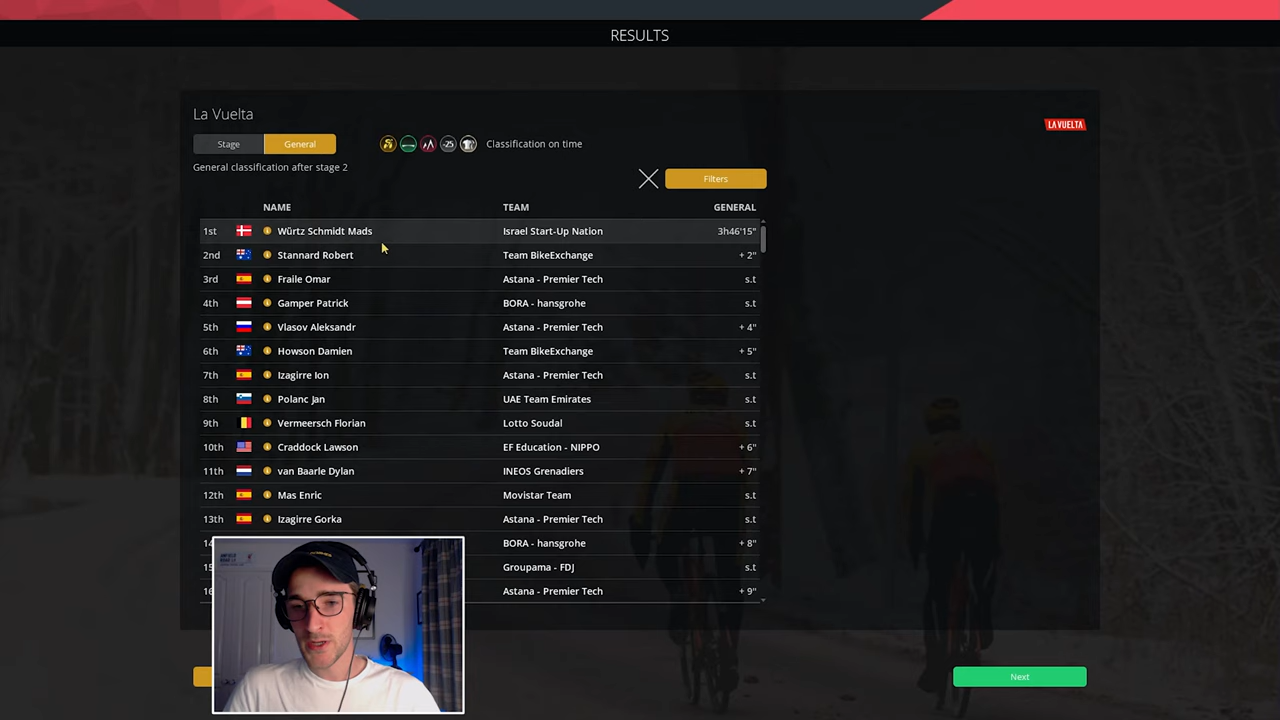 RESULTS
La Vuelta
LA VUELTA
Stage General Classification on time
General classification after stage 2
Filters
NAME TEAM GENERAL
1st Würtz Schmidt Mads Israel Start-Up Nation 3h46'15"
2nd Stannard Robert Team BikeExchange + 2"
3rd Fraile Omar Astana - Premier Tech s.t
4th Gamper Patrick BORA - hansgrohe s.t
5th Vlasov Aleksandr Astana - Premier Tech + 4"
6th Howson Damien Team BikeExchange + 5"
7th Izagirre Ion Astana - Premier Tech s.t
8th Polanc Jan UAE Team Emirates s.t
9th Vermeersch Florian Lotto Soudal s.t
10th Craddock Lawson EF Education - NIPPO + 6"
11th van Baarle Dylan INEOS Grenadiers + 7"
12th Mas Enric Movistar Team s.t
13th Izagirre Gorka Astana - Premier Tech s.t
14 BORA - hansgrohe + 8"
15 Groupama - FDJ s.t
16 Astana - Premier Tech + 9"
Next